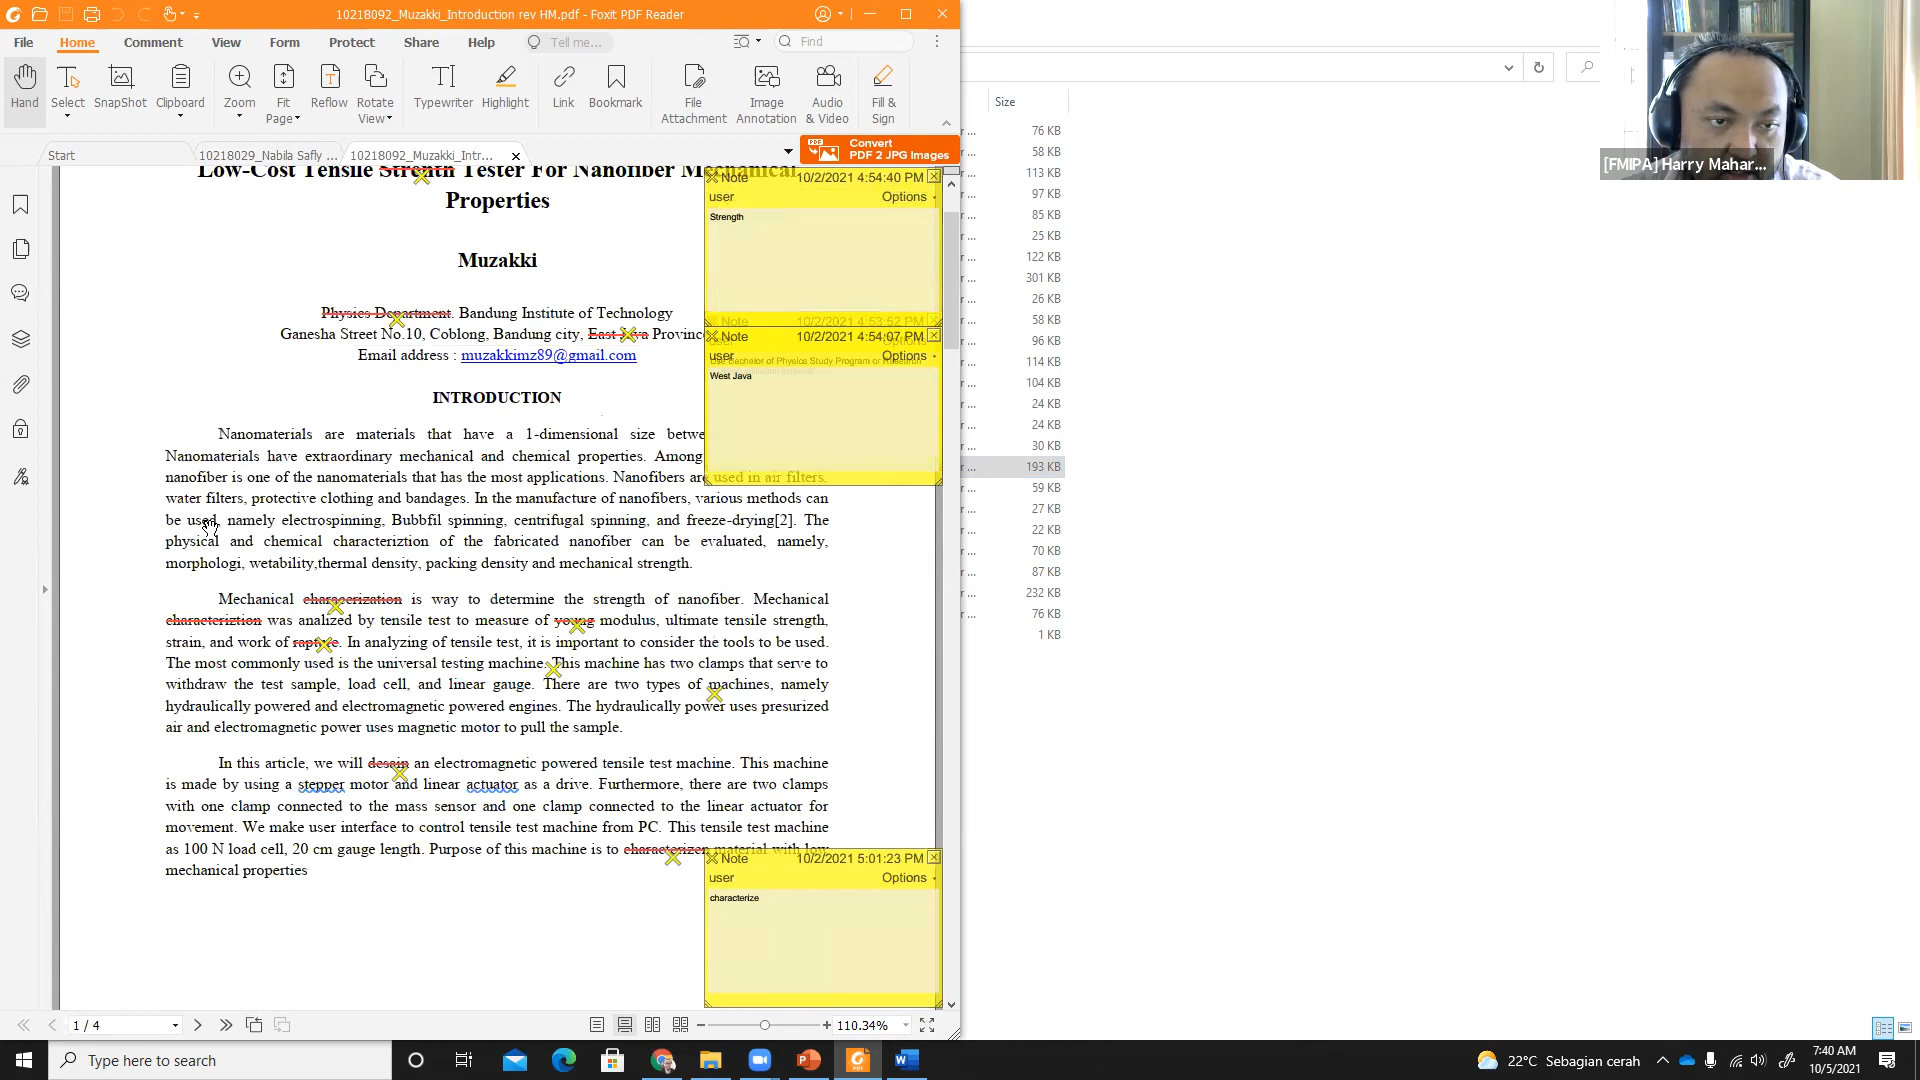 10218092_Muzakki_Introduction rev HM.pdf - Foxit PDF Reader
File Home Comment View Form Protect Share Help Tell me... Find
Hand Select SnapShot Clipboard Zoom Fit Page Reflow Rotate View Typewriter Highlight Link Bookmark File Attachment Image Annotation Audio & Video Fill & Sign
Start 10218029_Nabila Safly ... 10218092_Muzakki_Intr...
Convert
PDF 2 JPG Images
Low-Cost Tensile Strenth Tester For Nanofiber Mechanical
Properties
Muzakki
Physics Department. Bandung Institute of Technology
Ganesha Street No.10, Coblong, Bandung city, East Java Provinc
Email address : muzakkimz89@gmail.com
INTRODUCTION
Nanomaterials are materials that have a 1-dimensional size betwe
Nanomaterials have extraordinary mechanical and chemical properties. Among
nanofiber is one of the nanomaterials that has the most applications. Nanofibers are used in air filters,
water filters, protective clothing and bandages. In the manufacture of nanofibers, various methods can
be used, namely electrospinning, Bubbfil spinning, centrifugal spinning, and freeze-drying[2]. The
physical and chemical characteriztion of the fabricated nanofiber can be evaluated, namely,
morphologi, wetability,thermal density, packing density and mechanical strength.
Mechanical characerization is way to determine the strength of nanofiber. Mechanical
characteriztion was analized by tensile test to measure of young modulus, ultimate tensile strength,
strain, and work of rapture. In analyzing of tensile test, it is important to consider the tools to be used.
The most commonly used is the universal testing machine. This machine has two clamps that serve to
withdraw the test sample, load cell, and linear gauge. There are two types of machines, namely
hydraulically powered and electromagnetic powered engines. The hydraulically power uses presurized
air and electromagnetic power uses magnetic motor to pull the sample.
In this article, we will desain an electromagnetic powered tensile test machine. This machine
is made by using a stepper motor and linear actuator as a drive. Furthermore, there are two clamps
with one clamp connected to the mass sensor and one clamp connected to the linear actuator for
movement. We make user interface to control tensile test machine from PC. This tensile test machine
as 100 N load cell, 20 cm gauge length. Purpose of this machine is to characterizen material with low
mechanical properties
Note 10/2/2021 4:54:40 PM
user Options
Strength
Note 10/2/2021 4:53:52 PM
Note 10/2/2021 4:54:07 PM
user Options
Use Bachelor of Physics Study Program or Research
West Java
Note 10/2/2021 5:01:23 PM
user Options
characterize
1 / 4
110.34%
Size
76 KB
58 KB
113 KB
97 KB
85 KB
25 KB
122 KB
301 KB
26 KB
58 KB
96 KB
114 KB
104 KB
24 KB
24 KB
30 KB
193 KB
59 KB
27 KB
22 KB
70 KB
87 KB
232 KB
76 KB
1 KB
[FMIPA] Harry Mahar...
Type here to search
22°C Sebagian cerah
7:40 AM
10/5/2021